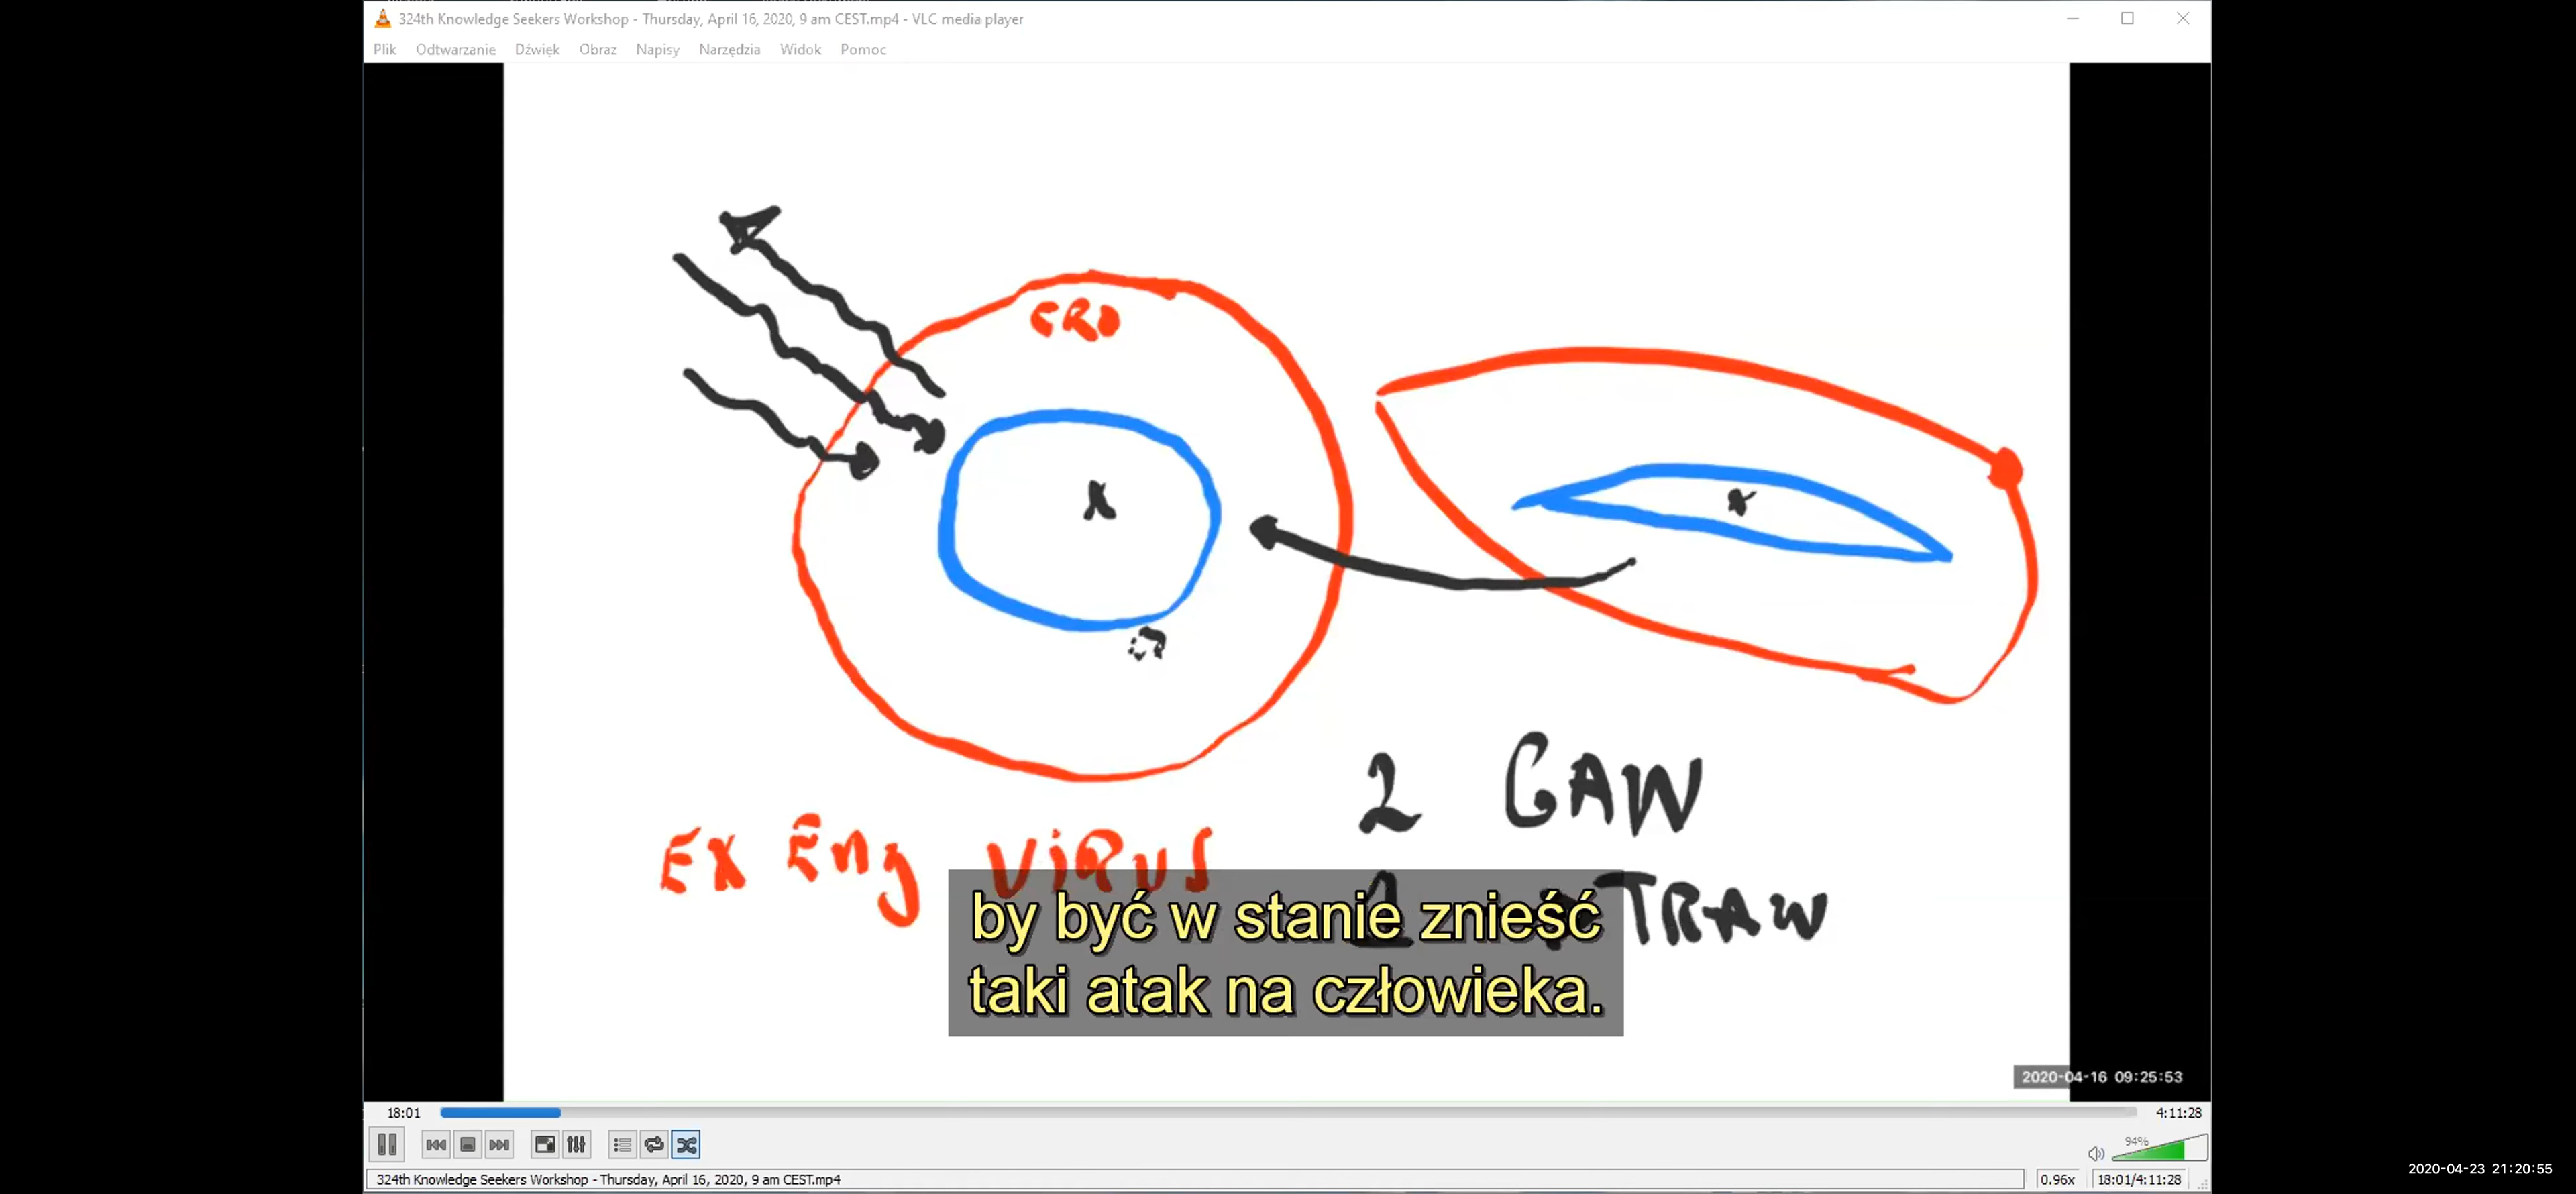 324th Knowledge Seekers Workshop - Thursday, April 16, 2020, 9 am CEST.mp4 - VLC media player
Plik Odtwarzanie Dźwięk Obraz Napisy Narzędzia Widok Pomoc
X
X
EX Eng VIRUS
2 GAW
TRAW
by być w stanie znieść
taki atak na człowieka.
2020-04-16 09:25:53
18:01
4:11:28
94%
324th Knowledge Seekers Workshop - Thursday, April 16, 2020, 9 am CEST.mp4
0.96x
18:01/4:11:28
2020-04-23 21:20:55